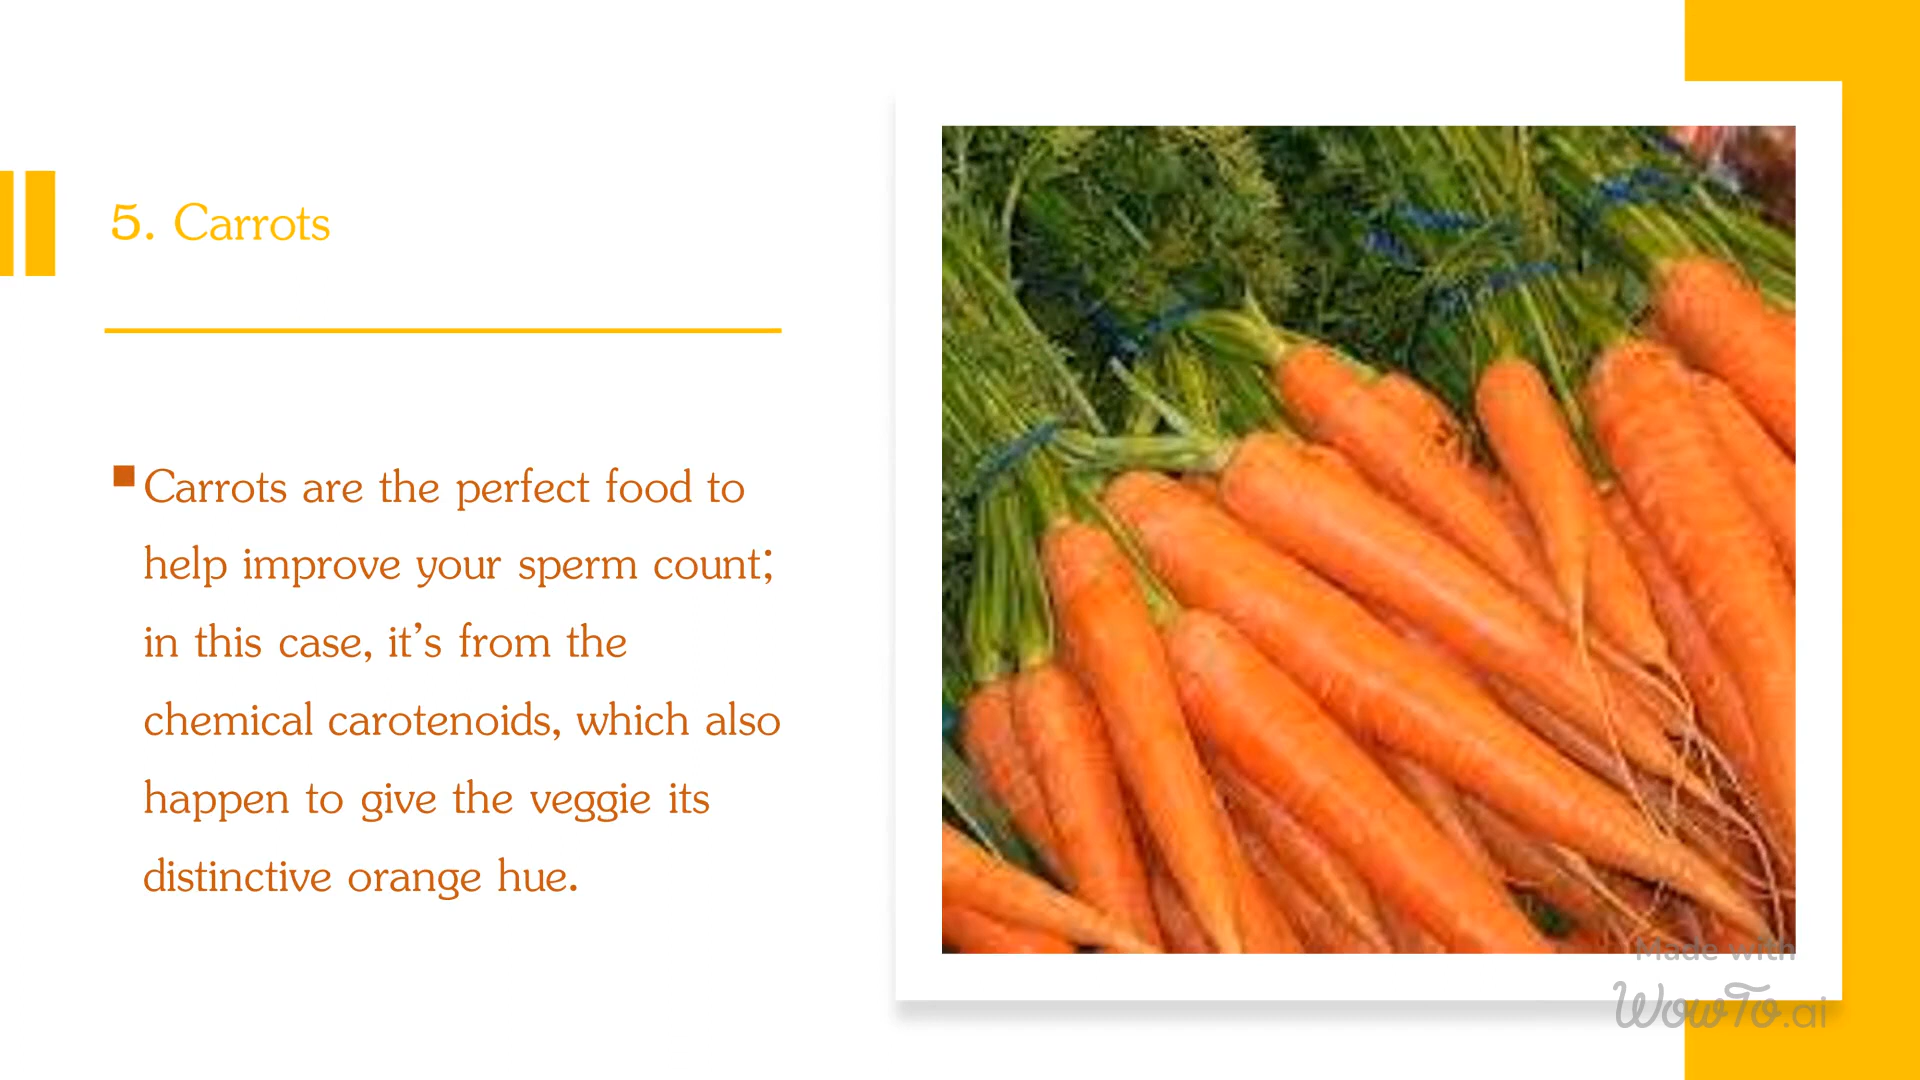 5. Carrots
Carrots are the perfect food to
help improve your sperm count;
in this case, it’s from the
chemical carotenoids, which also
happen to give the veggie its
distinctive orange hue.
Made with
WowTo.ai